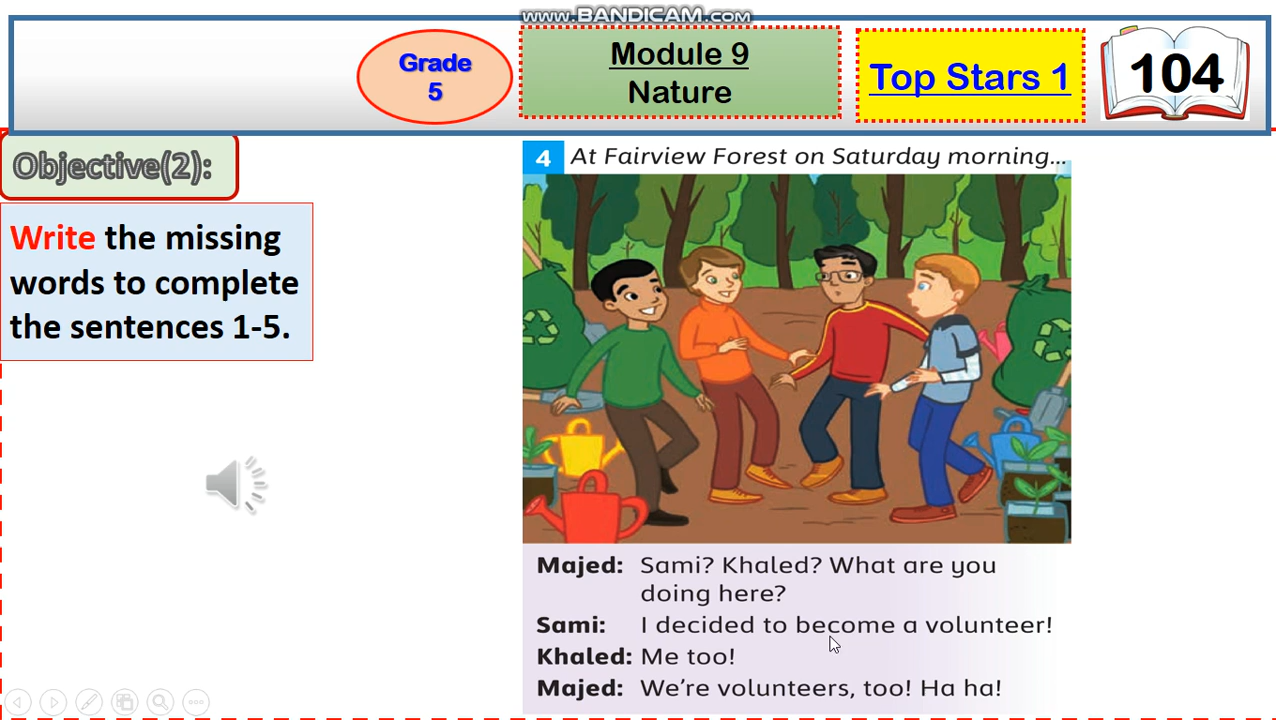 www.BANDICAM.com
Grade
5
Module 9
Nature
Top Stars 1
104
Objective(2):
Write the missing
words to complete
the sentences 1-5.
4 At Fairview Forest on Saturday morning...
Majed: Sami? Khaled? What are you
doing here?
Sami: I decided to become a volunteer!
Khaled: Me too!
Majed: We're volunteers, too! Ha ha!